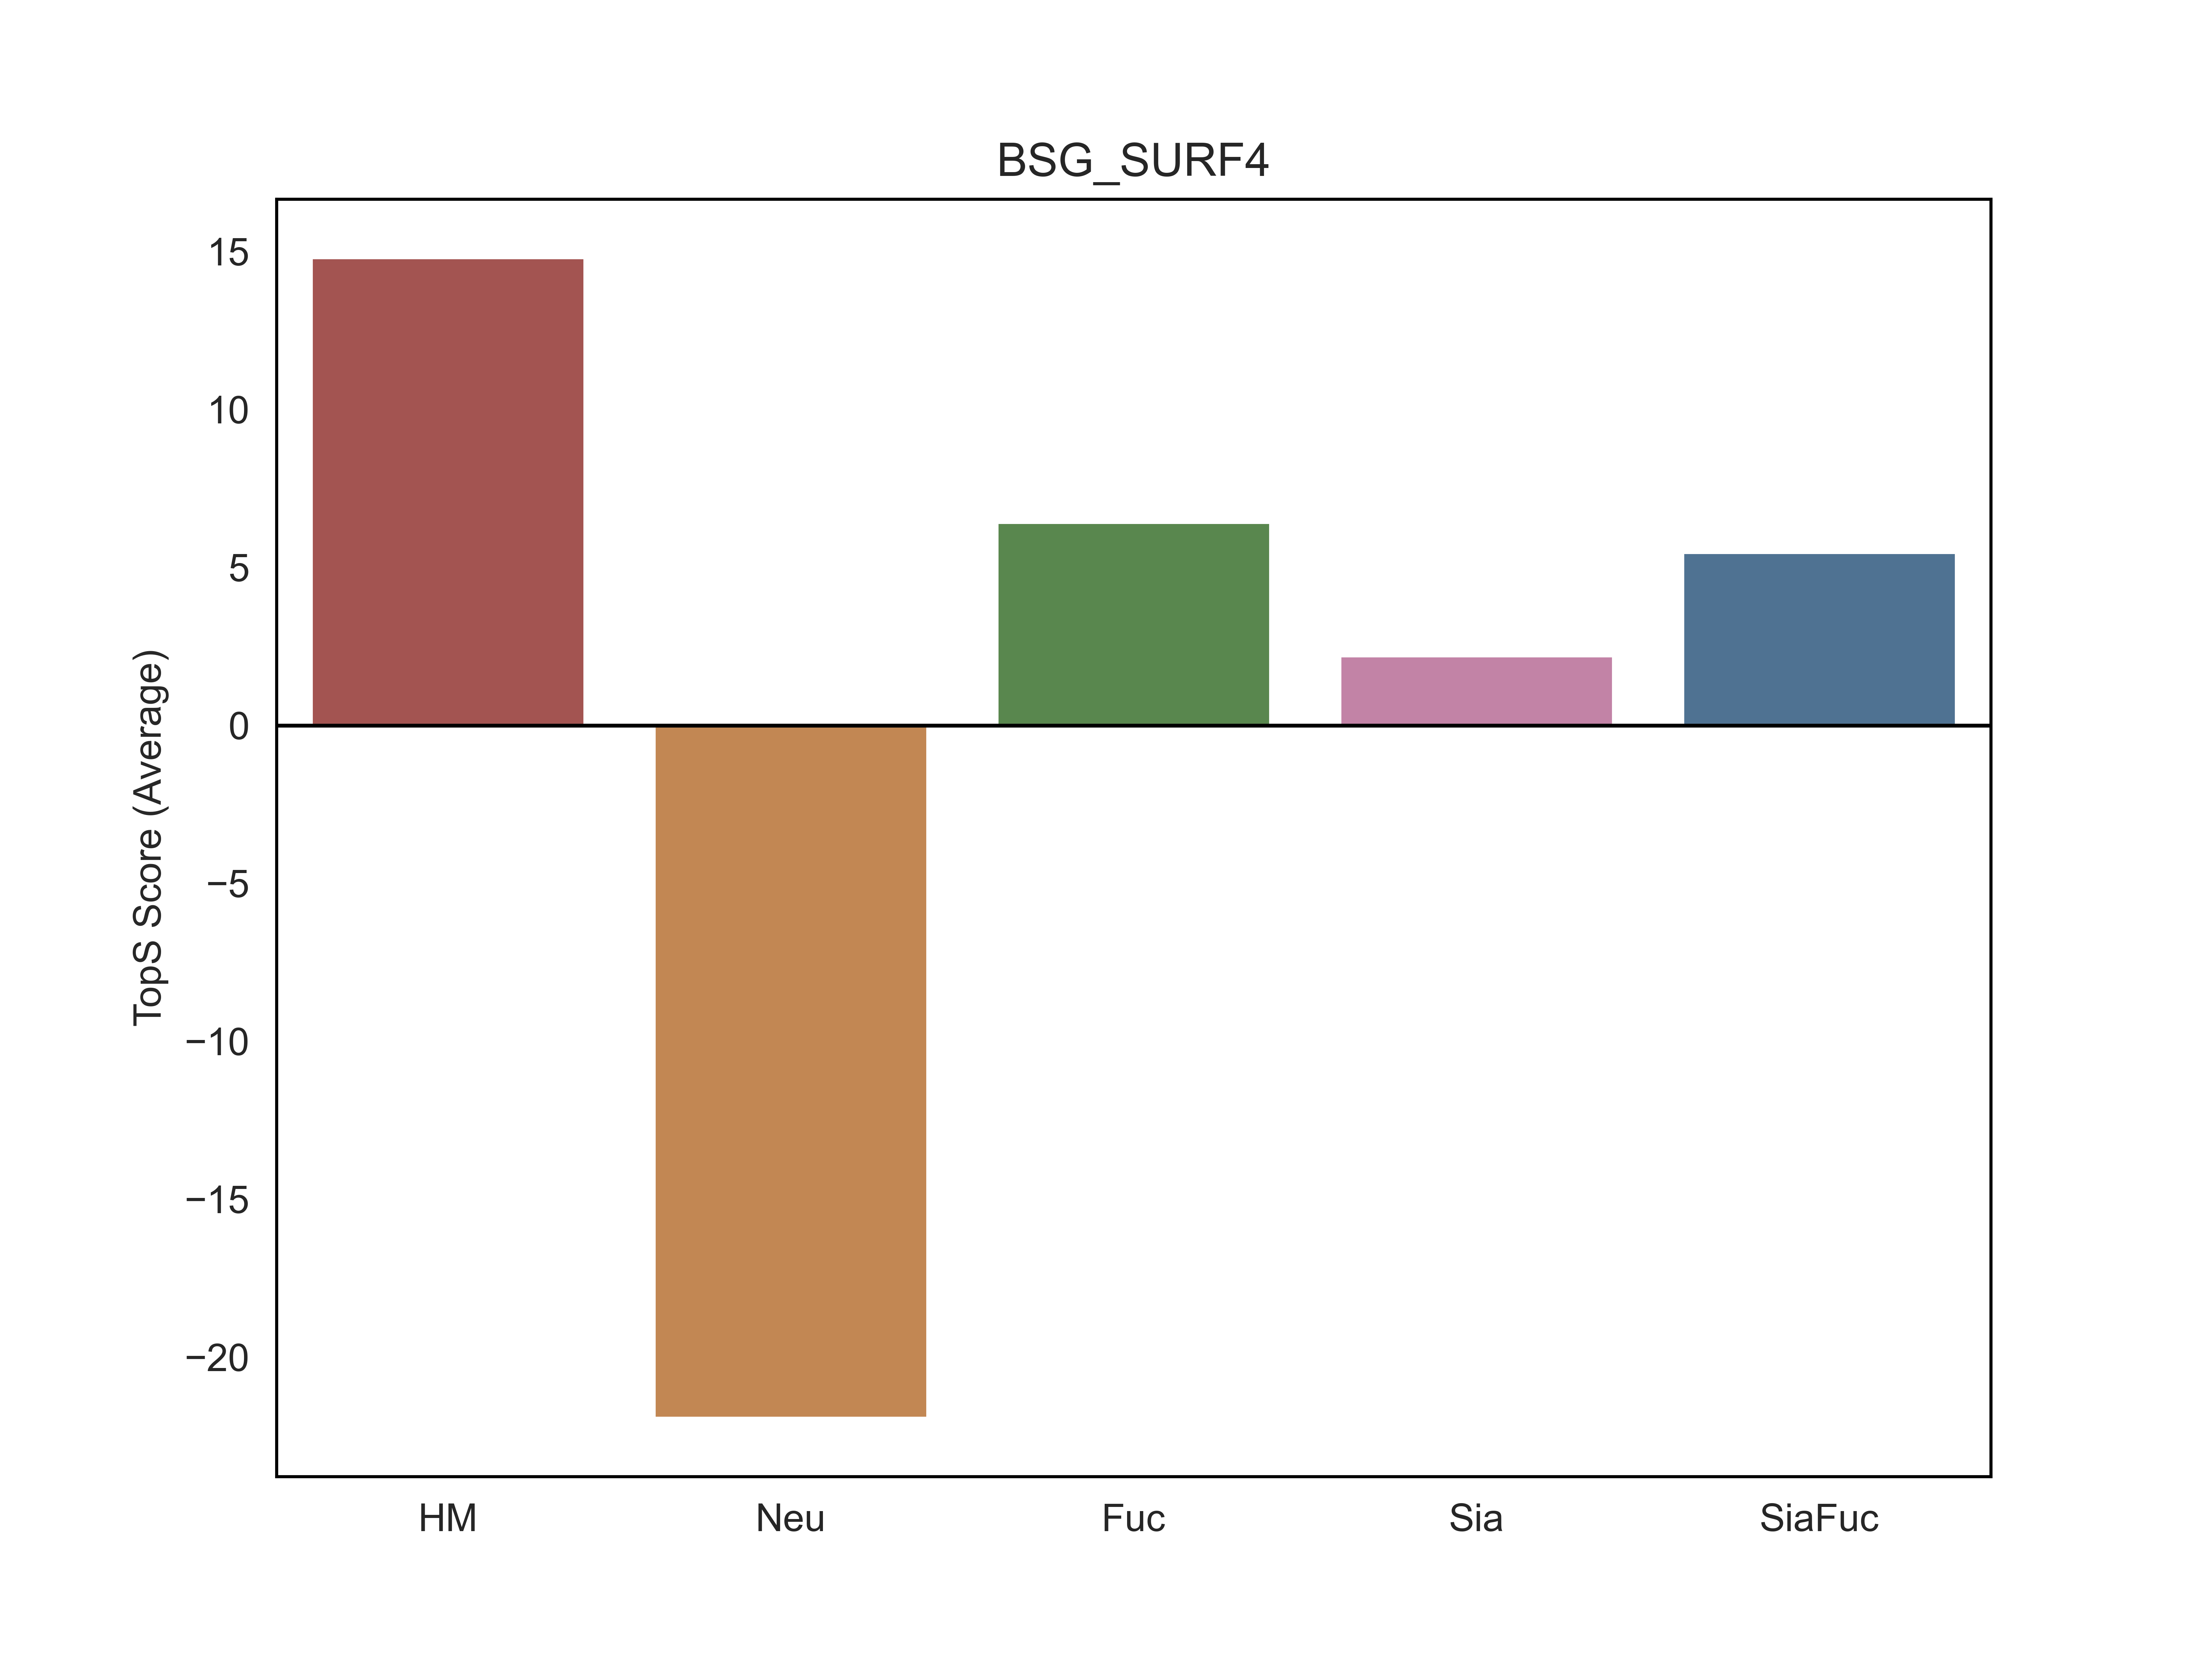 BSG_SURF4
TopS Score (Average)
15
10
5
0
−5
−10
−15
−20
HM
Neu
Fuc
Sia
SiaFuc